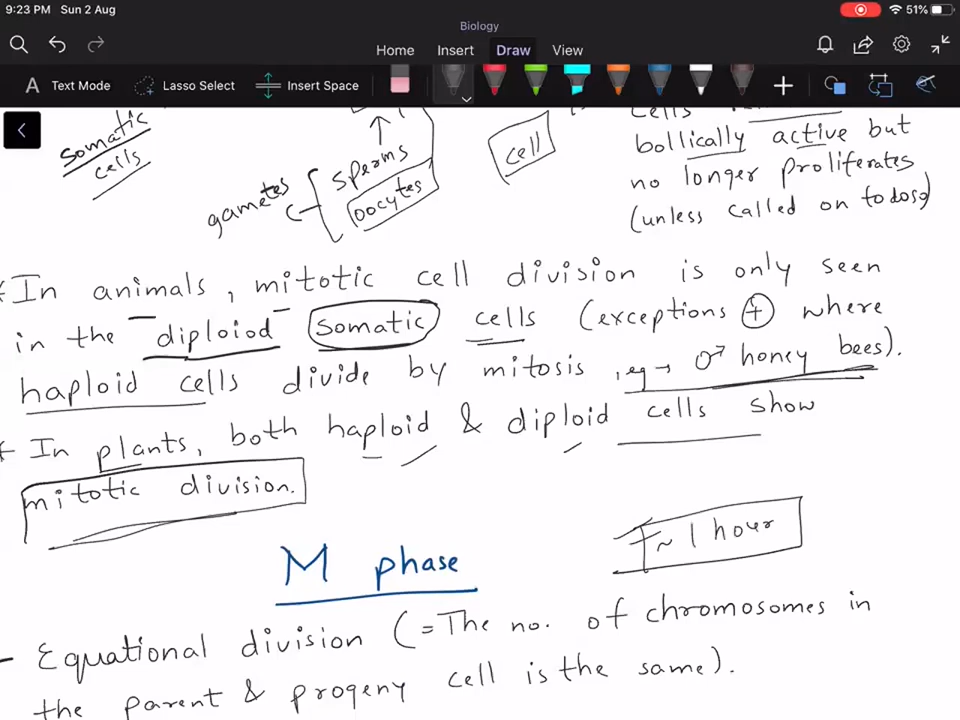 9:23 PM Sun 2 Aug
51%
Biology
Home Insert Draw View
Text Mode Lasso Select Insert Space
somatic
cells
gametes
sperms
oocytes
cell
cells
bollically active but
no longer proliferates
(unless called on to doso)
* In animals, mitotic cell division is only seen
in the diploiod somatic cells (exceptions + where
haploid cells divide by mitosis, eg → ♂ honey bees).
* In plants, both haploid & diploid cells show
mitotic division.
M phase
~ 1 hour
- Equational division (=The no. of chromosomes in
the parent & progeny cell is the same).